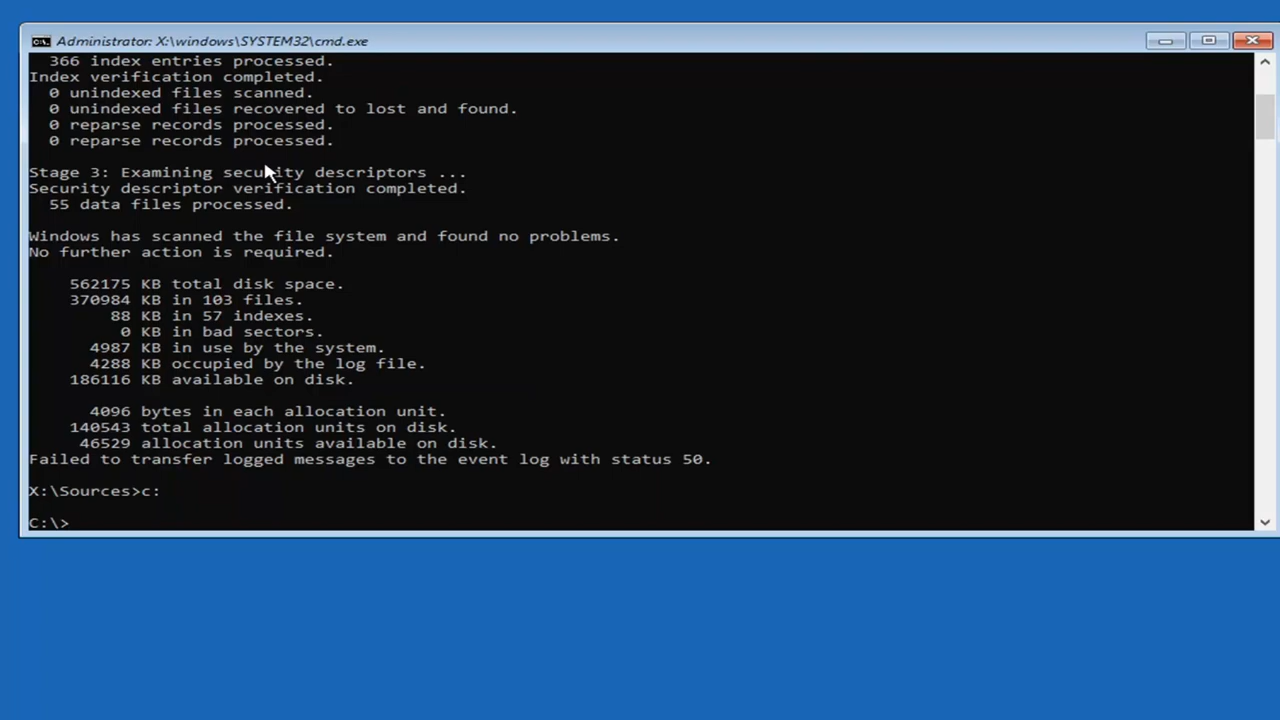 Administrator: X:\windows\SYSTEM32\cmd.exe
366 index entries processed.
Index verification completed.
0 unindexed files scanned.
0 unindexed files recovered to lost and found.
0 reparse records processed.
0 reparse records processed.
Stage 3: Examining security descriptors ...
Security descriptor verification completed.
55 data files processed.
Windows has scanned the file system and found no problems.
No further action is required.
562175 KB total disk space.
370984 KB in 103 files.
88 KB in 57 indexes.
0 KB in bad sectors.
4987 KB in use by the system.
4288 KB occupied by the log file.
186116 KB available on disk.
4096 bytes in each allocation unit.
140543 total allocation units on disk.
46529 allocation units available on disk.
Failed to transfer logged messages to the event log with status 50.
X:\Sources>c:
C:\>